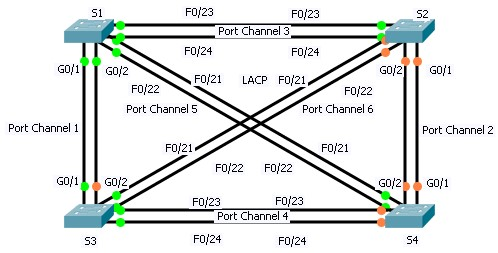 F0/23 F0/23
S1 S2
Port Channel 3
F0/24 F0/24
G0/1 G0/2 G0/2 G0/1
F0/21 LACP F0/21
F0/22 F0/22
Port Channel 5 Port Channel 6
Port Channel 1 Port Channel 2
F0/21 F0/21
F0/22 F0/22
G0/1 G0/2 G0/2 G0/1
F0/23 F0/23
Port Channel 4
S3 S4
F0/24 F0/24